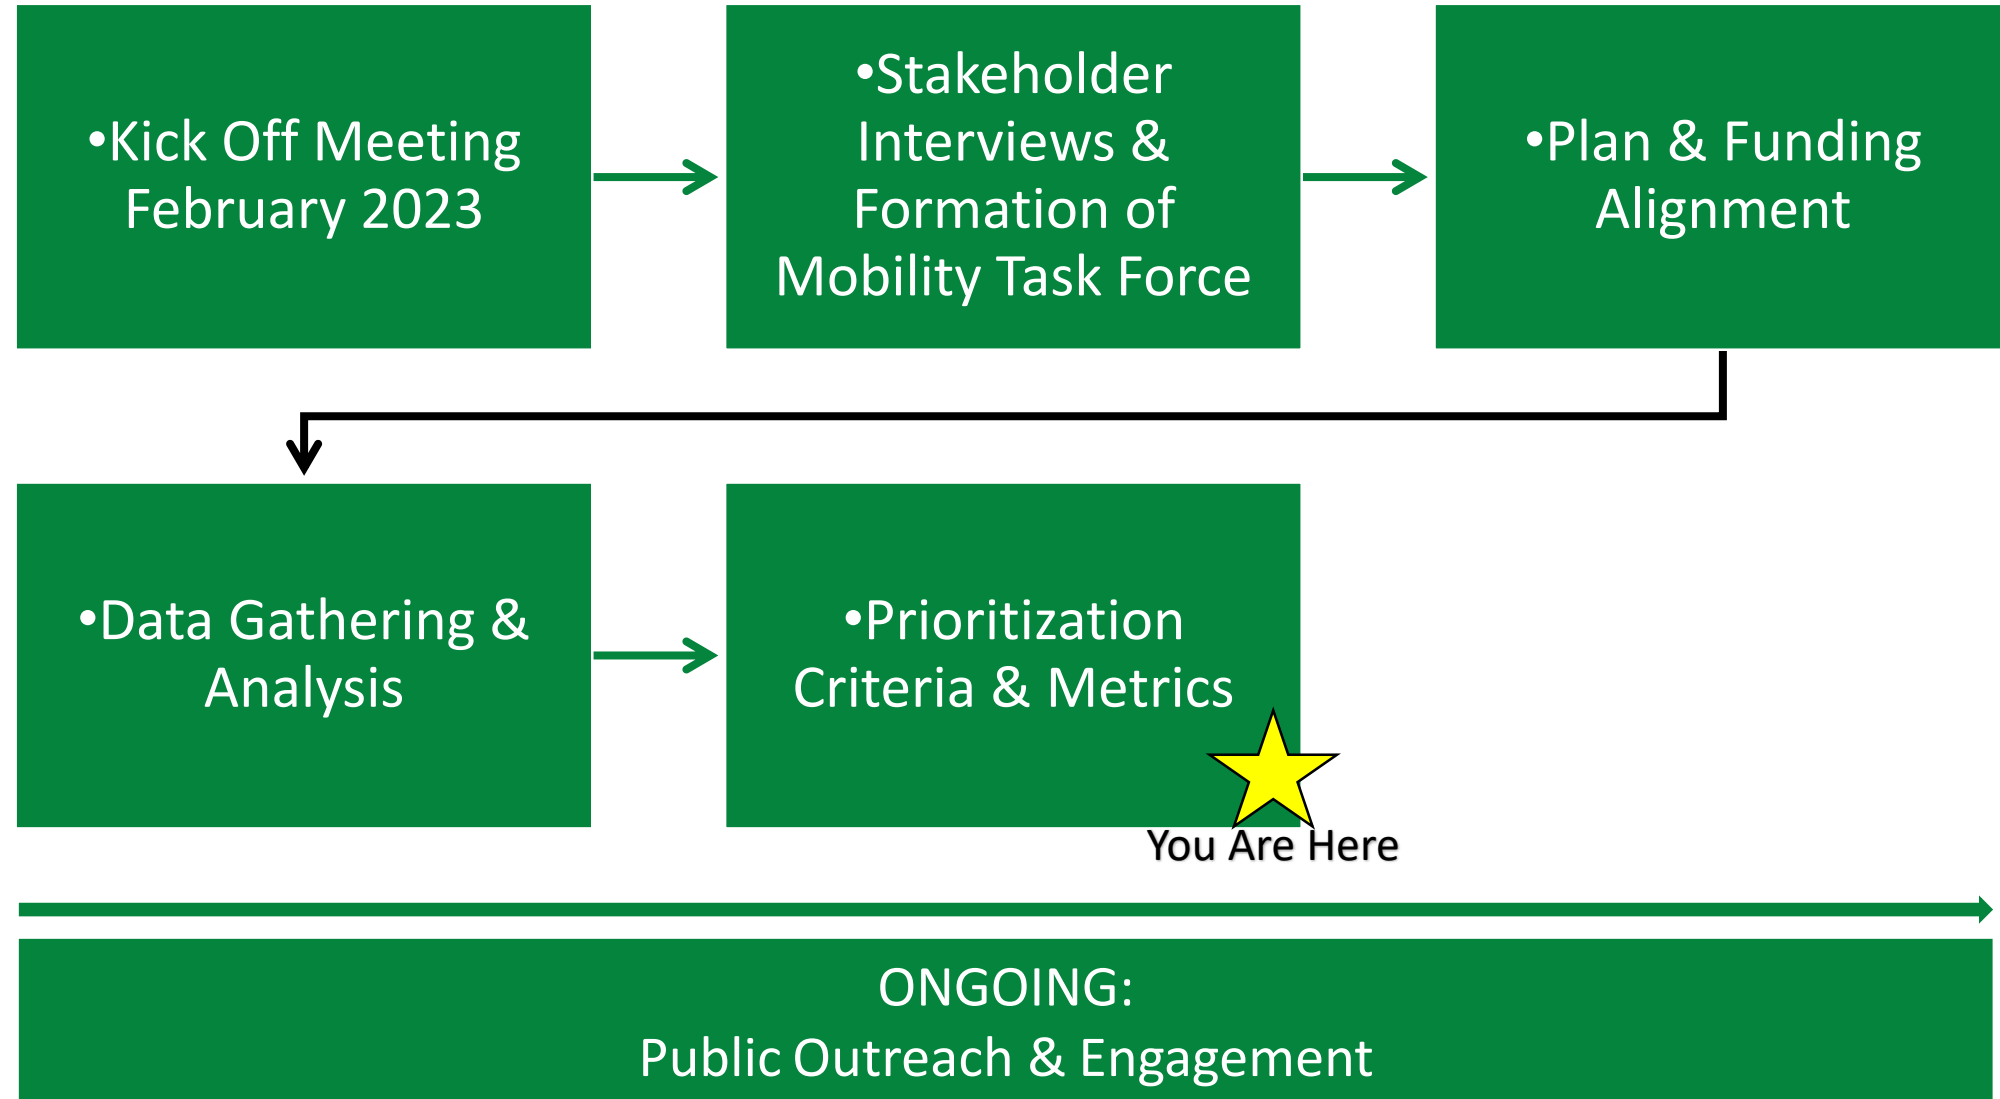 •Kick Off Meeting
February 2023
•Stakeholder
Interviews &
Formation of
Mobility Task Force
•Plan & Funding
Alignment
•Data Gathering &
Analysis
•Prioritization
Criteria & Metrics
You Are Here
ONGOING:
Public Outreach & Engagement